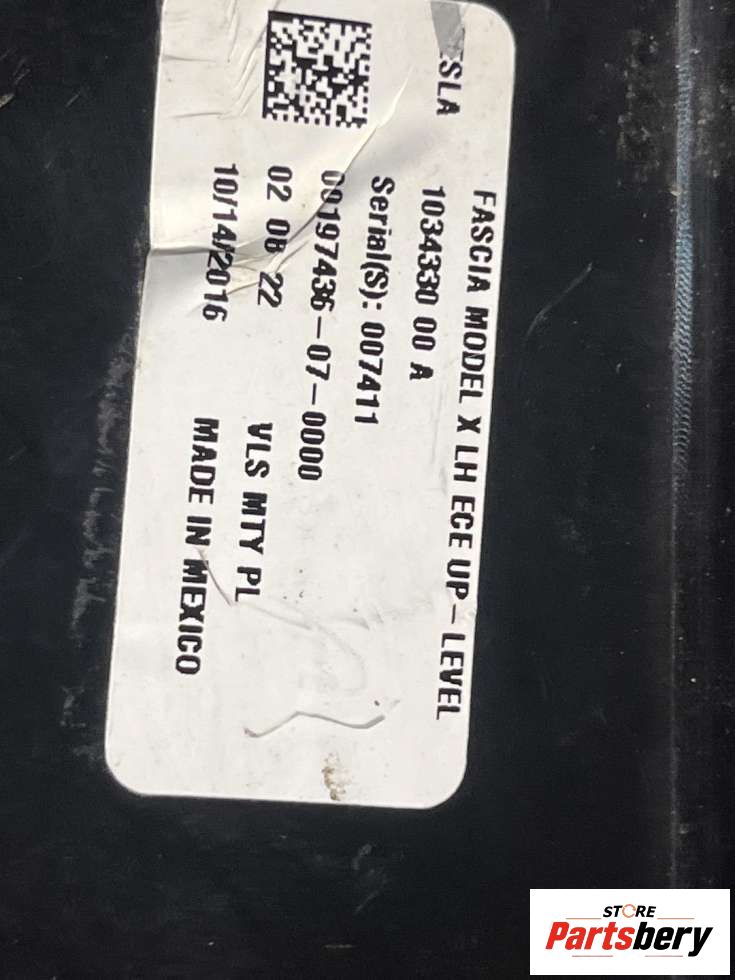 SLA
FASCIA MODEL X LH ECE UP-LEVEL
1034330 00 A
Serial(S): 007411
00197436-07-0000
02 08 22 VLS MTY PL
10/14/2016 MADE IN MEXICO
STORE
Partsbery